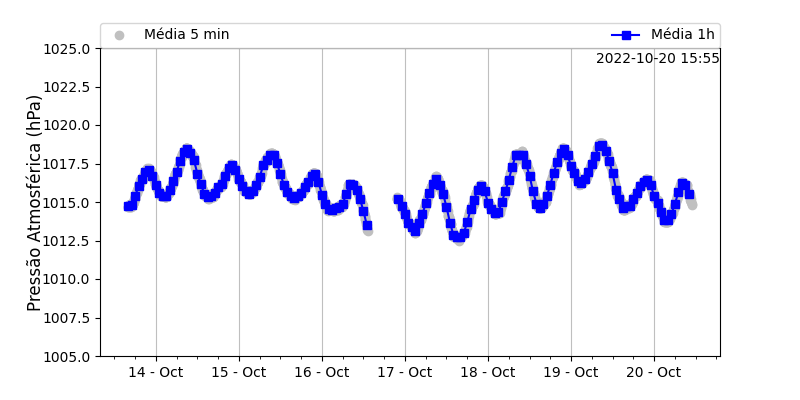 Média 5 min
Média 1h
2022-10-20 15:55
Pressão Atmosférica (hPa)
1025.0
1022.5
1020.0
1017.5
1015.0
1012.5
1010.0
1007.5
1005.0
14 - Oct
15 - Oct
16 - Oct
17 - Oct
18 - Oct
19 - Oct
20 - Oct